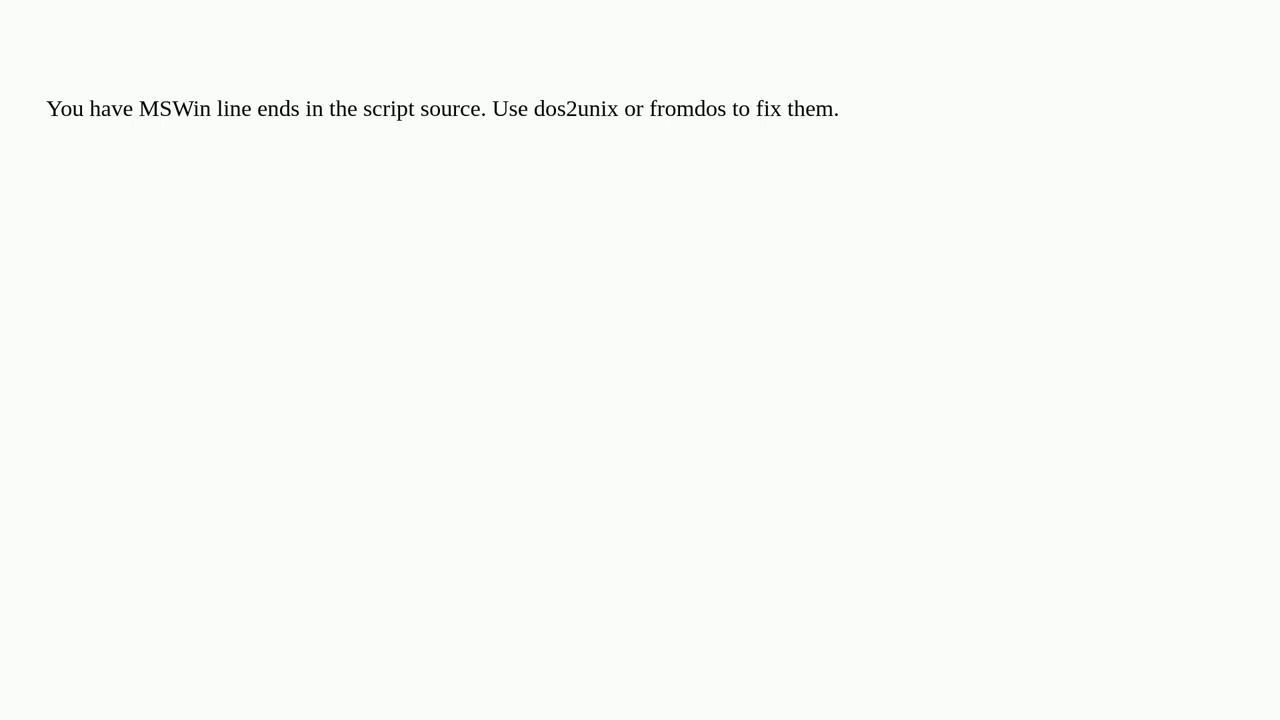 You have MSWin line ends in the script source. Use dos2unix or fromdos to fix them.